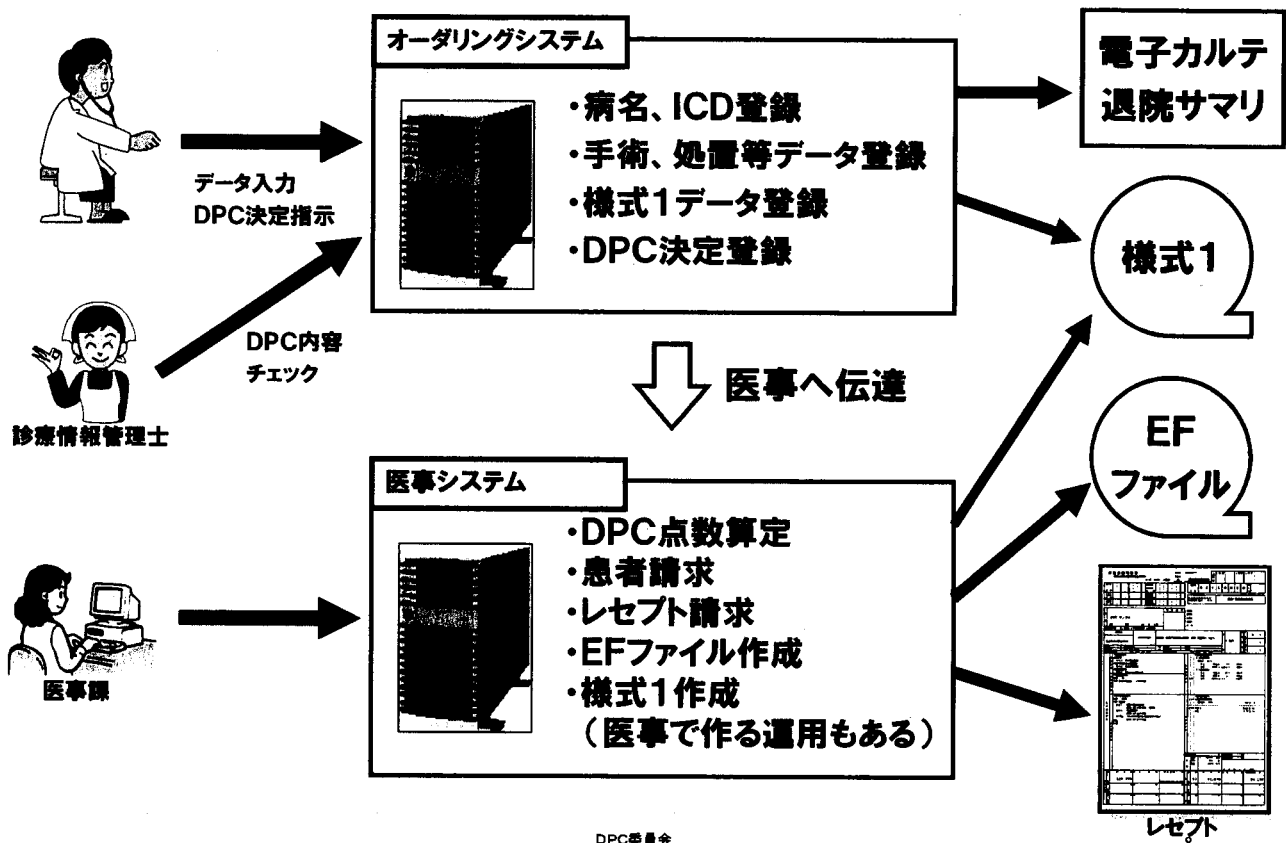 オーダリングシステム
・病名、ICD登録
・手術、処置等データ登録
・様式1データ登録
・DPC決定登録
データ入力
DPC決定指示
DPC内容
チェック
診療情報管理士
電子カルテ
退院サマリ
様式1
医事へ伝達
EF
ファイル
医事システム
・DPC点数算定
・患者請求
・レセプト請求
・EFファイル作成
・様式1作成
（医事で作る運用もある）
医事課
レセプト
DPC委員会